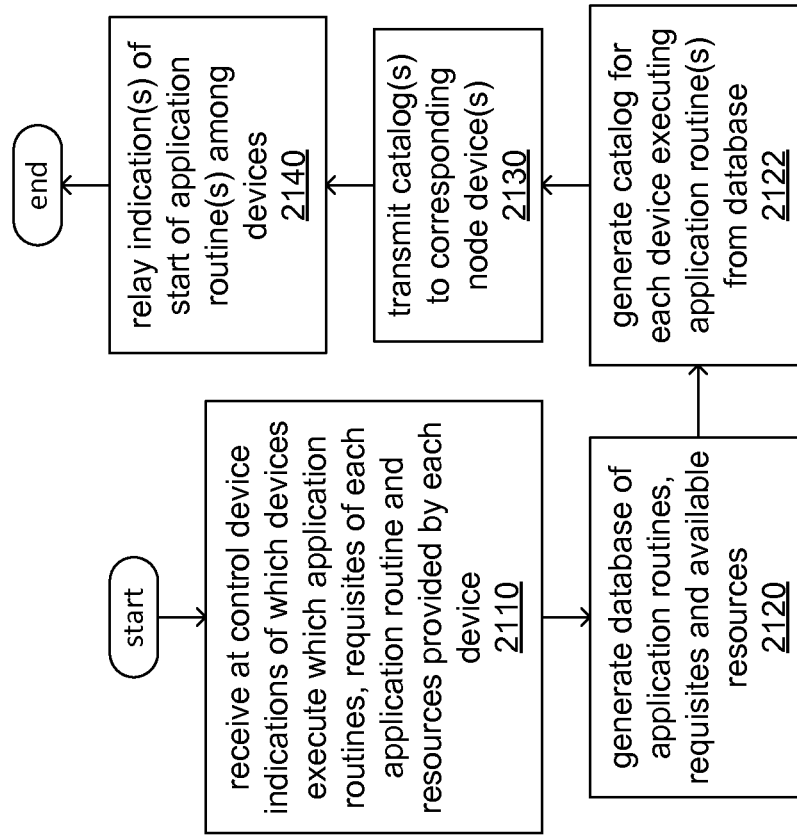 start
receive at control device
indications of which devices
execute which application
routines, requisites of each
application routine and
resources provided by each
device
2110
generate database of
application routines,
requisites and available
resources
2120
generate catalog for
each device executing
application routine(s)
from database
2122
transmit catalog(s)
to corresponding
node device(s)
2130
relay indication(s) of
start of application
routine(s) among
devices
2140
end